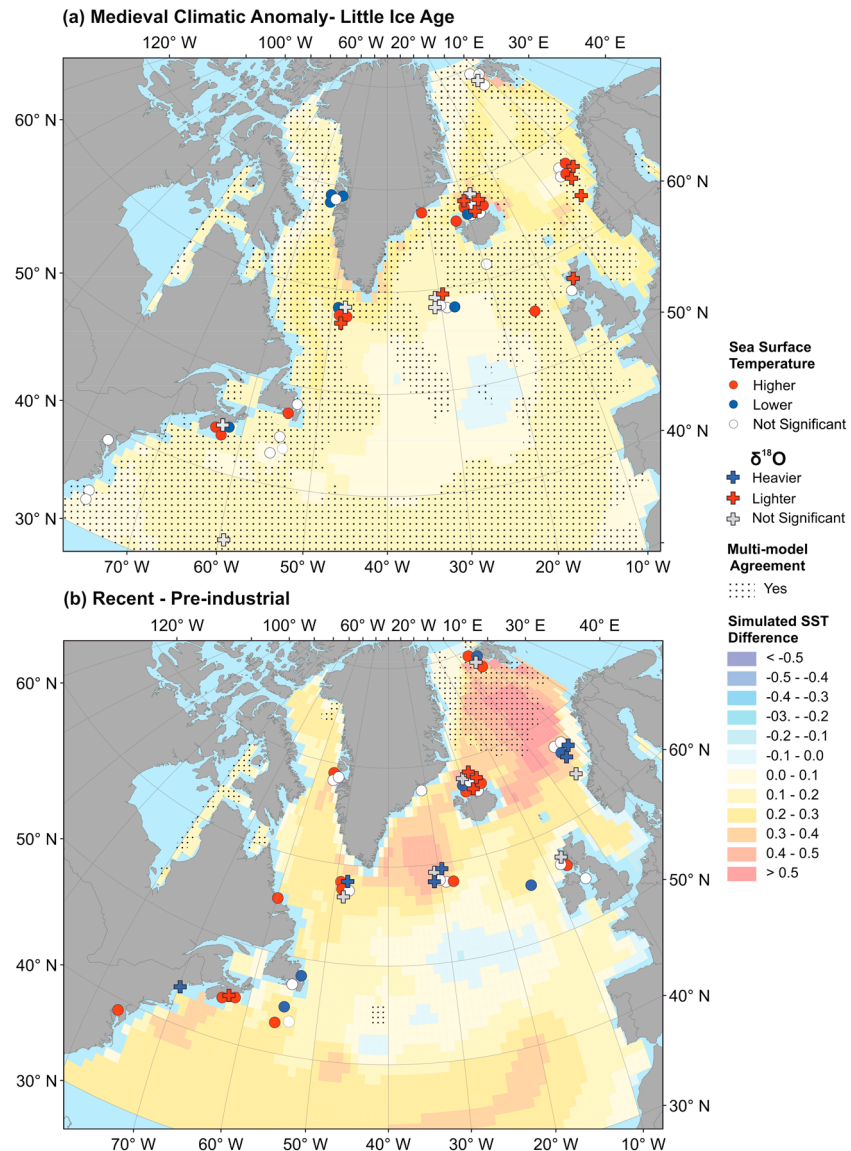 (a) Medieval Climatic Anomaly- Little Ice Age
120° W 100° W 60° W 40° W 20° W 10° E 30° E 40° E
60° N
60° N
50° N
50° N
40° N
40° N
30° N
70° W 60° W 50° W 40° W 30° W 20° W 10° W
Sea Surface
Temperature
Higher
Lower
Not Significant
δ¹⁸O
Heavier
Lighter
Not Significant
Multi-model
Agreement
Yes
Simulated SST
Difference
< -0.5
-0.5 - -0.4
-0.4 - -0.3
-03. - -0.2
-0.2 - -0.1
-0.1 - 0.0
0.0 - 0.1
0.1 - 0.2
0.2 - 0.3
0.3 - 0.4
0.4 - 0.5
> 0.5
(b) Recent - Pre-industrial
120° W 100° W 60° W 40° W 20° W 10° E 30° E 40° E
60° N
60° N
50° N
50° N
40° N
40° N
30° N
30° N
70° W 60° W 50° W 40° W 30° W 20° W 10° W